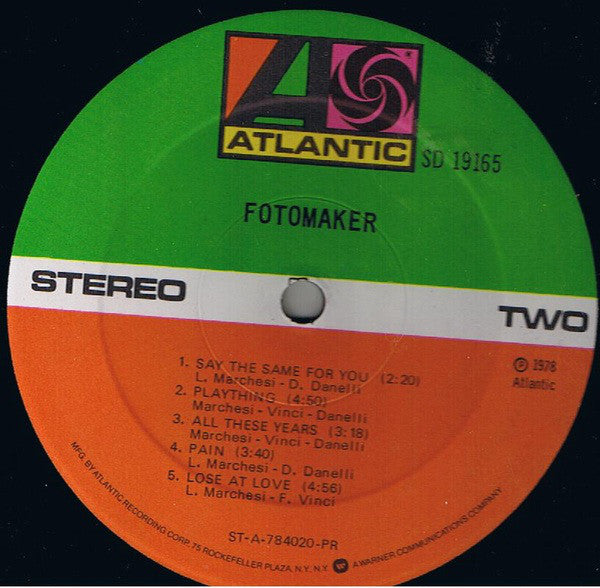 ATLANTIC
SD 19165
FOTOMAKER
STEREO
TWO
1. SAY THE SAME FOR YOU (2:20)
L. Marchesi - D. Danelli
2. PLAYTHING (4:50)
Marchesi - Vinci - Danelli
3. ALL THESE YEARS (3:18)
Marchesi - Vinci - Danelli
4. PAIN (3:40)
L. Marchesi - D. Danelli
5. LOSE AT LOVE (4:56)
L. Marchesi - F. Vinci
℗ 1978
Atlantic
ST-A-784020-PR
MFG. BY ATLANTIC RECORDING CORP. 75 ROCKEFELLER PLAZA, N.Y., N.Y. A WARNER COMMUNICATIONS COMPANY